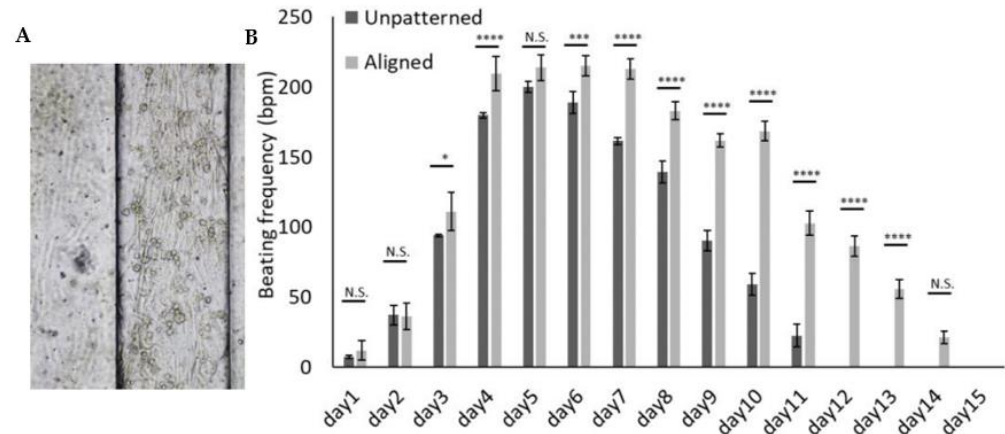 A
B
Unpatterned
Aligned
Beating frequency (bpm)
250
200
150
100
50
0
N.S.
N.S.
*
****
N.S.
***
****
****
****
****
****
****
****
N.S.
day1
day2
day3
day4
day5
day6
day7
day8
day9
day10
day11
day12
day13
day14
day15